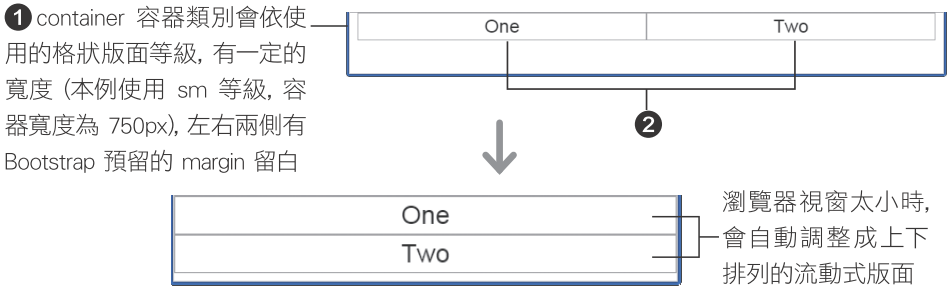 ❶ container 容器類別會依使
用的格狀版面等級, 有一定的
寬度 (本例使用 sm 等級, 容
器寬度為 750px), 左右兩側有
Bootstrap 預留的 margin 留白
One
Two
❷
One
Two
瀏覽器視窗太小時,
會自動調整成上下
排列的流動式版面